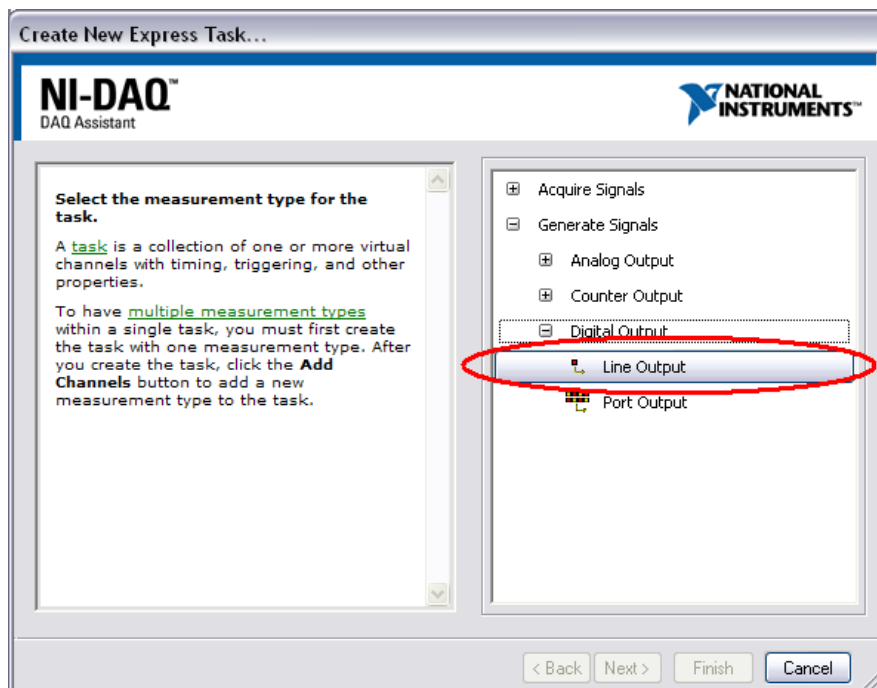 Create New Express Task...
NI-DAQ™
DAQ Assistant
NATIONAL
INSTRUMENTS™
Select the measurement type for the
task.
A task is a collection of one or more virtual
channels with timing, triggering, and other
properties.
To have multiple measurement types
within a single task, you must first create
the task with one measurement type. After
you create the task, click the Add
Channels button to add a new
measurement type to the task.
Acquire Signals
Generate Signals
Analog Output
Counter Output
Digital Output
Line Output
Port Output
< Back
Next >
Finish
Cancel